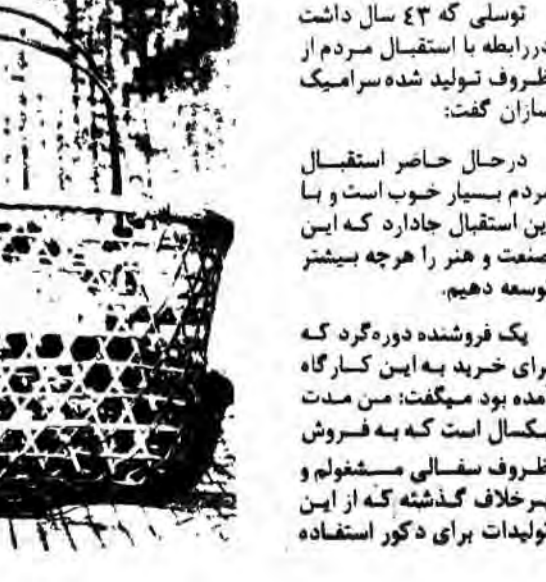 توسلی که ٤٣ سال داشت
دررابطه با استقبال مردم از
ظروف تولید شده سرامیک
سازان گفت:
درحال حاضر استقبال
مردم بسیار خوب است و با
این استقبال جادارد که این
صنعت و هنر را هرچه بیشتر
توسعه دهیم.
یک فروشنده دوره‌گرد که
برای خرید به این کارگاه
آمده بود میگفت: من مدت
یکسال است که به فروش
ظروف سفالی مشغولم و
برخلاف گذشته که از این
تولیدات برای دکور استفاده